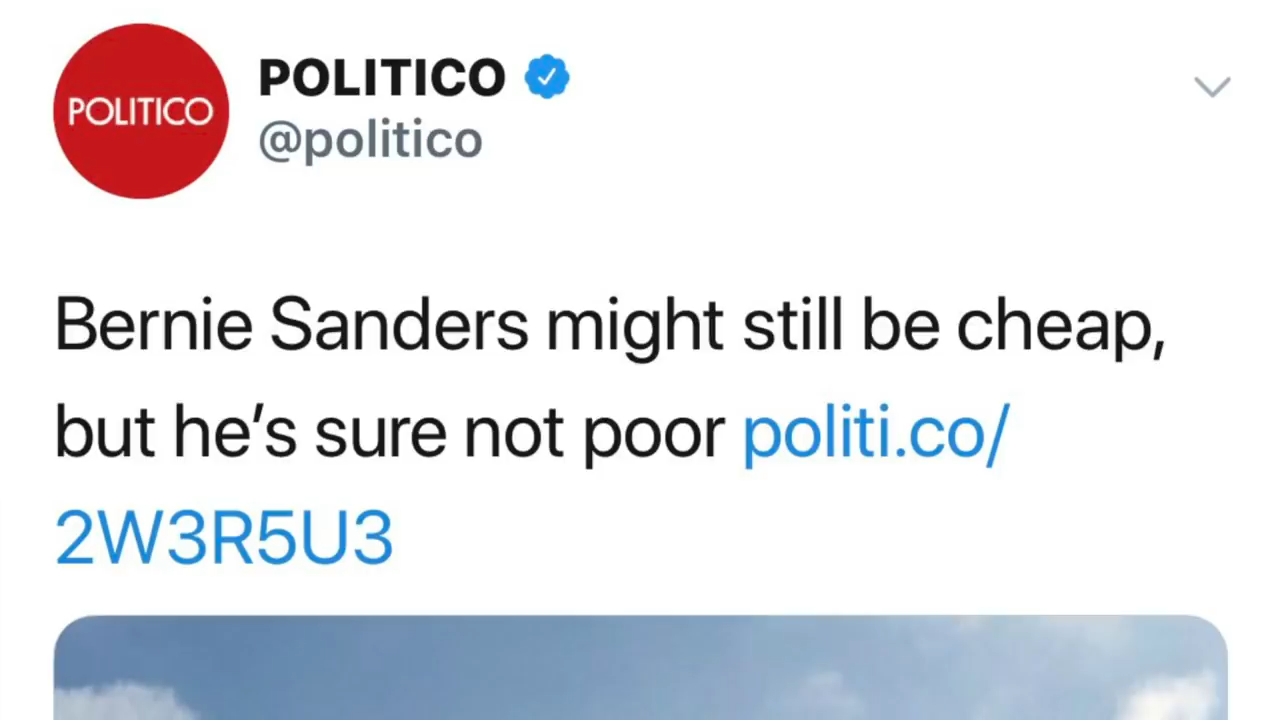 POLITICO
POLITICO
@politico
Bernie Sanders might still be cheap,
but he’s sure not poor politi.co/
2W3R5U3